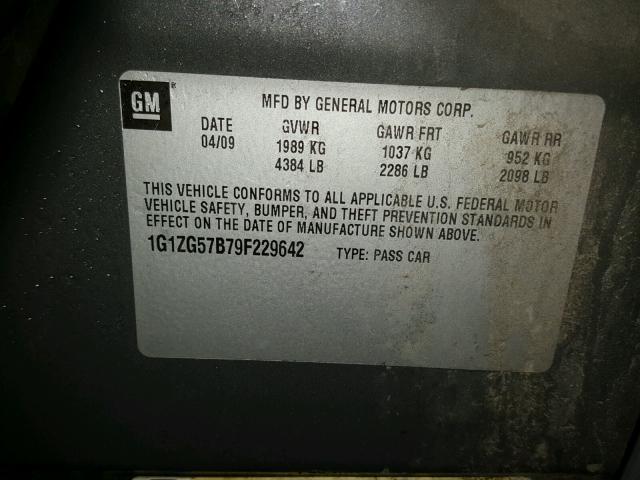 GM
MFD BY GENERAL MOTORS CORP.
DATE GVWR GAWR FRT GAWR RR
04/09 1989 KG 1037 KG 952 KG
4384 LB 2286 LB 2098 LB
THIS VEHICLE CONFORMS TO ALL APPLICABLE U.S. FEDERAL MOTOR
VEHICLE SAFETY, BUMPER, AND THEFT PREVENTION STANDARDS IN
EFFECT ON THE DATE OF MANUFACTURE SHOWN ABOVE.
1G1ZG57B79F229642 TYPE: PASS CAR